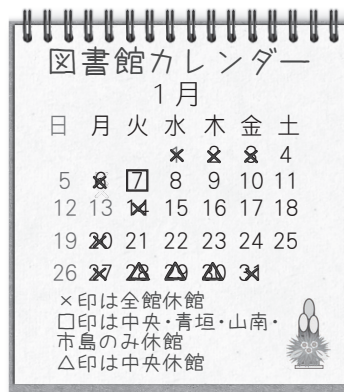 図書館カレンダー
1月
日 月 火 水 木 金 土
1 2 3 4
5 6 7 8 9 10 11
12 13 14 15 16 17 18
19 20 21 22 23 24 25
26 27 28 29 30 31
×印は全館休館
□印は中央・青垣・山南・
市島のみ休館
△印は中央休館